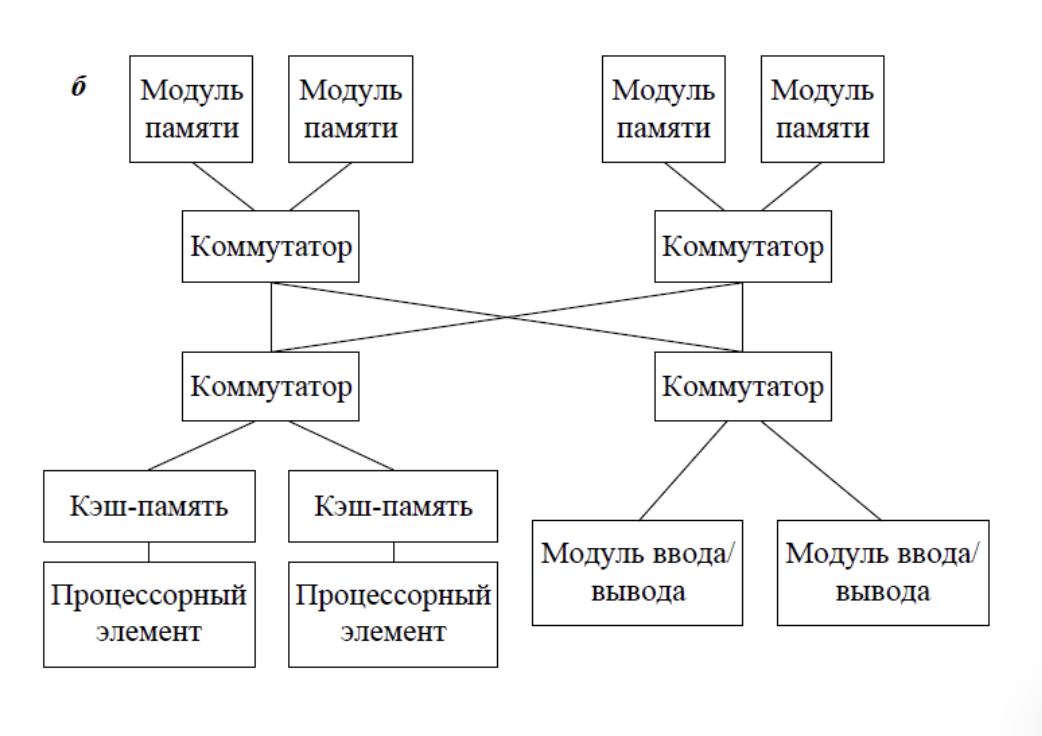 б
Модуль
памяти
Модуль
памяти
Модуль
памяти
Модуль
памяти
Коммутатор
Коммутатор
Коммутатор
Коммутатор
Кэш-память
Кэш-память
Процессорный
элемент
Процессорный
элемент
Модуль ввода/
вывода
Модуль ввода/
вывода